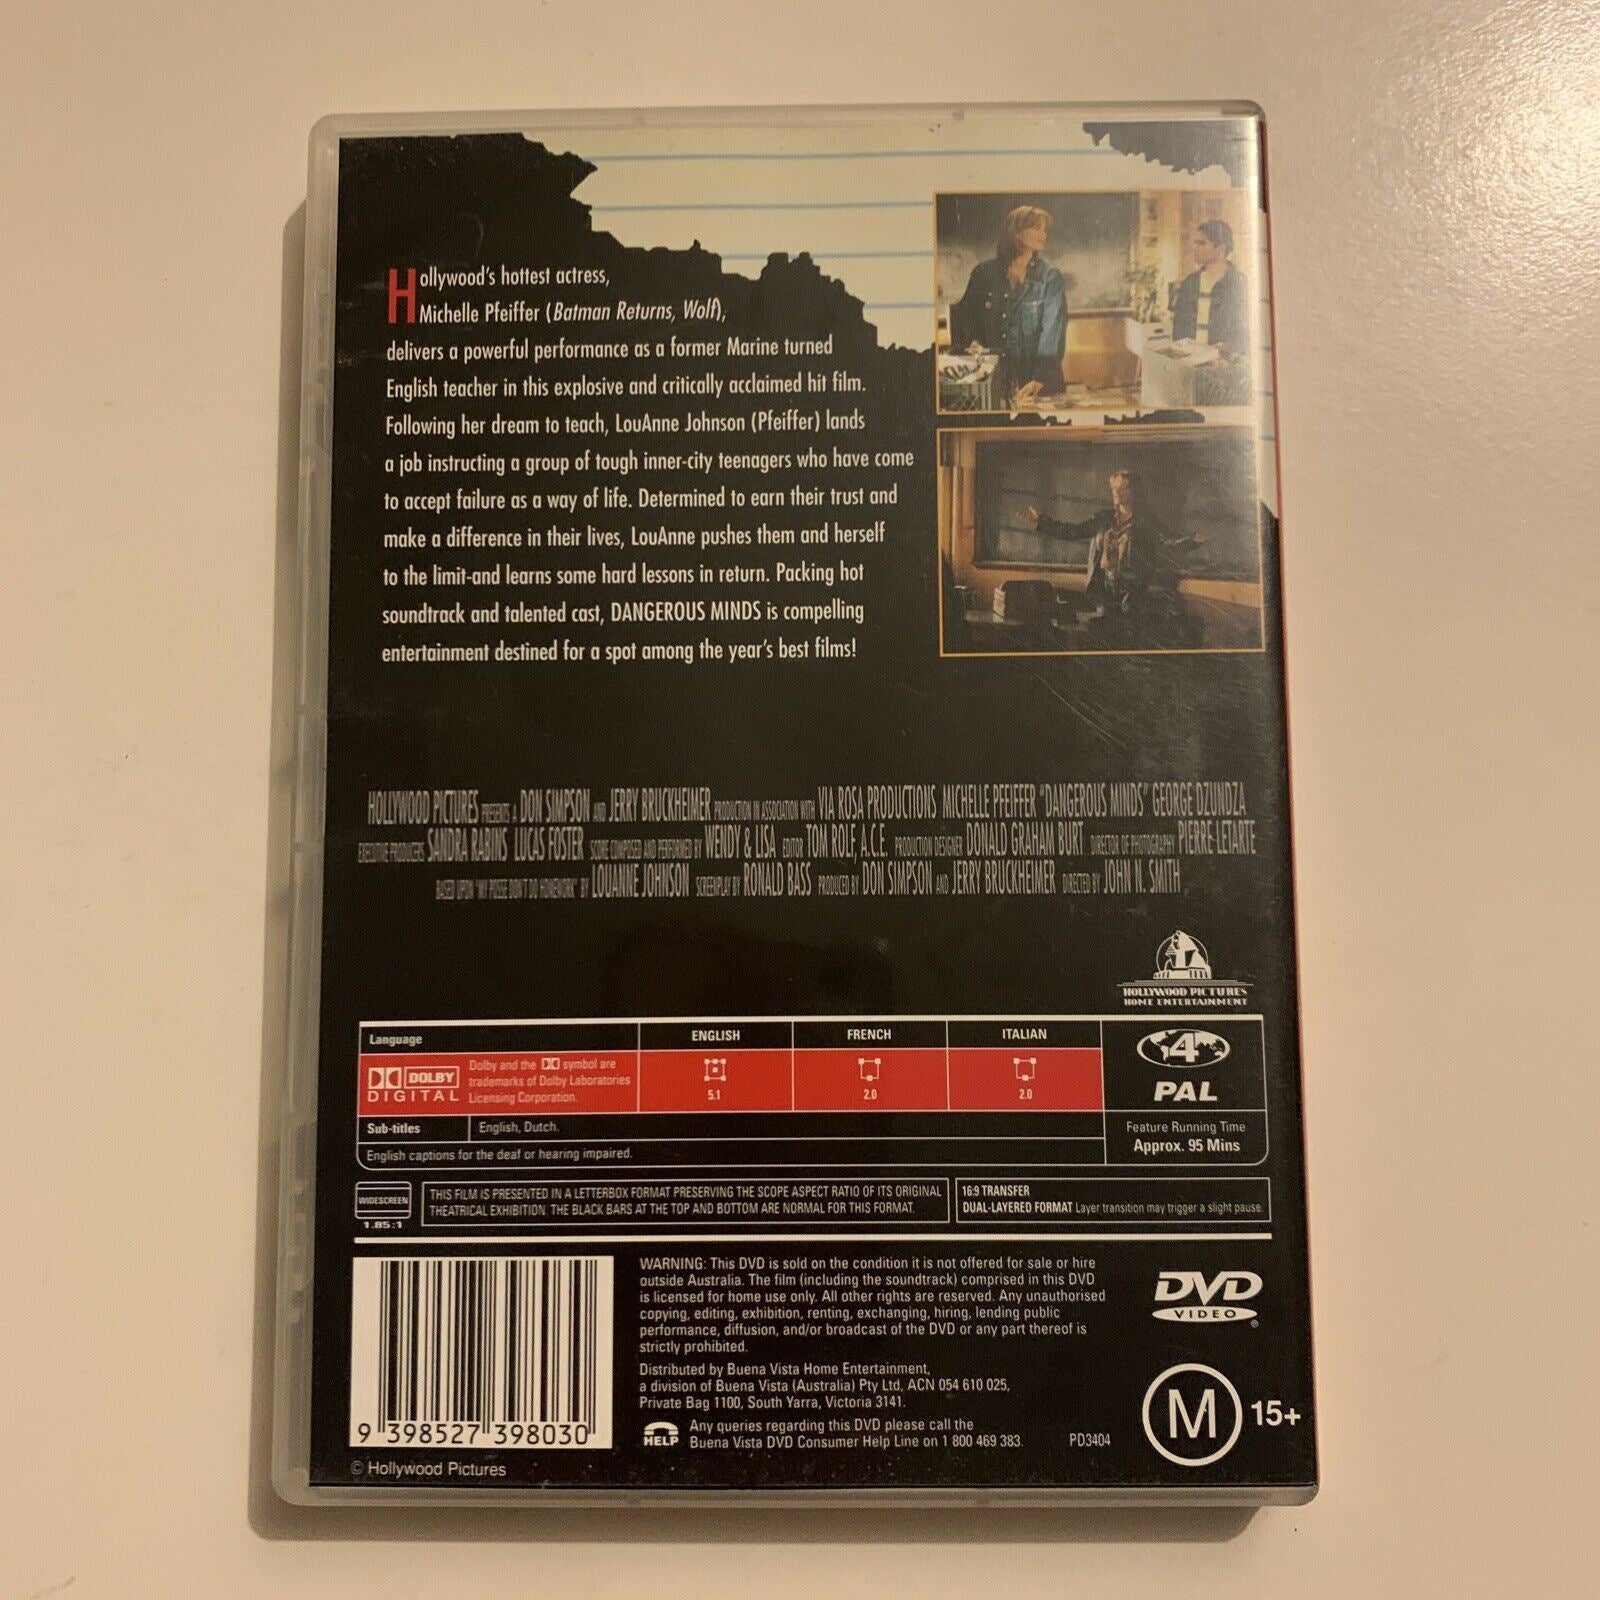 Hollywood's hottest actress,
Michelle Pfeiffer (Batman Returns, Wolf),
delivers a powerful performance as a former Marine turned
English teacher in this explosive and critically acclaimed hit film.
Following her dream to teach, LouAnne Johnson (Pfeiffer) lands
a job instructing a group of tough inner-city teenagers who have come
to accept failure as a way of life. Determined to earn their trust and
make a difference in their lives, LouAnne pushes them and herself
to the limit-and learns some hard lessons in return. Packing hot
soundtrack and talented cast, DANGEROUS MINDS is compelling
entertainment destined for a spot among the year's best films!
HOLLYWOOD PICTURES PRESENTS A DON SIMPSON AND JERRY BRUCKHEIMER PRODUCTION IN ASSOCIATION WITH VIA ROSA PRODUCTIONS MICHELLE PFEIFFER "DANGEROUS MINDS" GEORGE DZUNDZA
EXECUTIVE PRODUCERS SANDRA RABINS LUCAS FOSTER SCORE COMPOSED AND PERFORMED BY WENDY & LISA EDITOR TOM ROLF, A.C.E. PRODUCTION DESIGNER DONALD GRAHAM BURT DIRECTOR OF PHOTOGRAPHY PIERRE LETARTE
BASED UPON "MY POSSE DON'T DO HOMEWORK" BY LOUANNE JOHNSON SCREENPLAY BY RONALD BASS PRODUCED BY DON SIMPSON AND JERRY BRUCKHEIMER DIRECTED BY JOHN N. SMITH
HOLLYWOOD PICTURES
HOME ENTERTAINMENT
Language ENGLISH FRENCH ITALIAN
4
DOLBY
DIGITAL
Dolby and the symbol are
trademarks of Dolby Laboratories
Licensing Corporation.
5.1 2.0 2.0
PAL
Sub-titles English, Dutch.
English captions for the deaf or hearing impaired.
Feature Running Time
Approx. 95 Mins
WIDESCREEN
1.85:1
THIS FILM IS PRESENTED IN A LETTERBOX FORMAT PRESERVING THE SCOPE ASPECT RATIO OF ITS ORIGINAL
THEATRICAL EXHIBITION. THE BLACK BARS AT THE TOP AND BOTTOM ARE NORMAL FOR THIS FORMAT.
16:9 TRANSFER
DUAL-LAYERED FORMAT Layer transition may trigger a slight pause.
WARNING: This DVD is sold on the condition it is not offered for sale or hire
outside Australia. The film (including the soundtrack) comprised in this DVD
is licensed for home use only. All other rights are reserved. Any unauthorised
copying, editing, exhibition, renting, exchanging, hiring, lending public
performance, diffusion, and/or broadcast of the DVD or any part thereof is
strictly prohibited.
Distributed by Buena Vista Home Entertainment,
a division of Buena Vista (Australia) Pty Ltd, ACN 054 610 025,
Private Bag 1100, South Yarra, Victoria 3141.
HELP
Any queries regarding this DVD please call the
Buena Vista DVD Consumer Help Line on 1 800 469 383.
PD3404
DVD
VIDEO
M 15+
9 398527 398030
© Hollywood Pictures